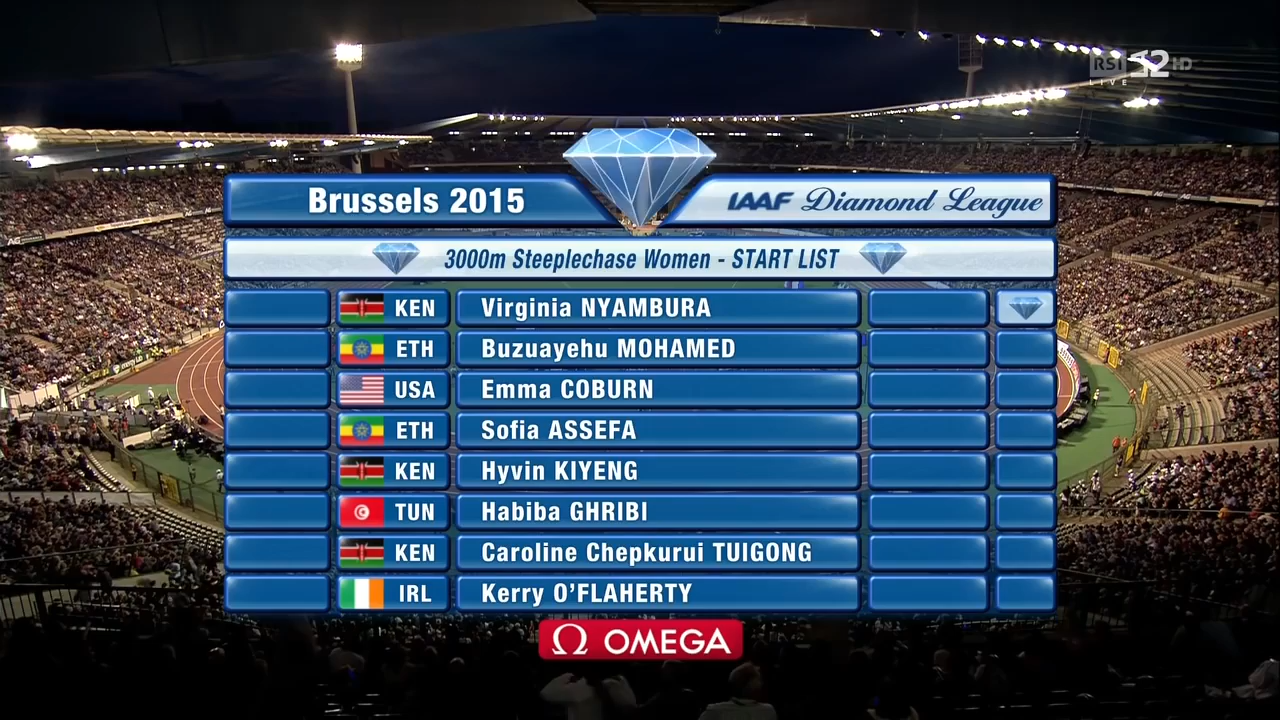 RSI LA 2 HD
LIVE
Brussels 2015
IAAF Diamond League
3000m Steeplechase Women - START LIST
KEN Virginia NYAMBURA
ETH Buzuayehu MOHAMED
USA Emma COBURN
ETH Sofia ASSEFA
KEN Hyvin KIYENG
TUN Habiba GHRIBI
KEN Caroline Chepkurui TUIGONG
IRL Kerry O’FLAHERTY
Ω OMEGA